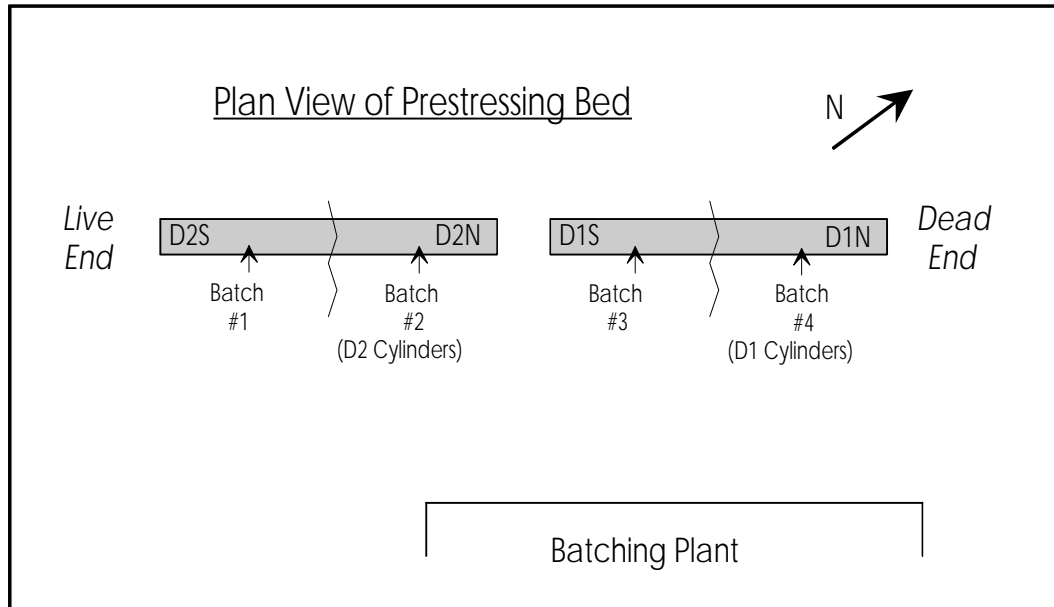 Plan View of Prestressing Bed
N
Live
End
D2S
D2N
D1S
D1N
Dead
End
Batch
#1
Batch
#2
(D2 Cylinders)
Batch
#3
Batch
#4
(D1 Cylinders)
Batching Plant